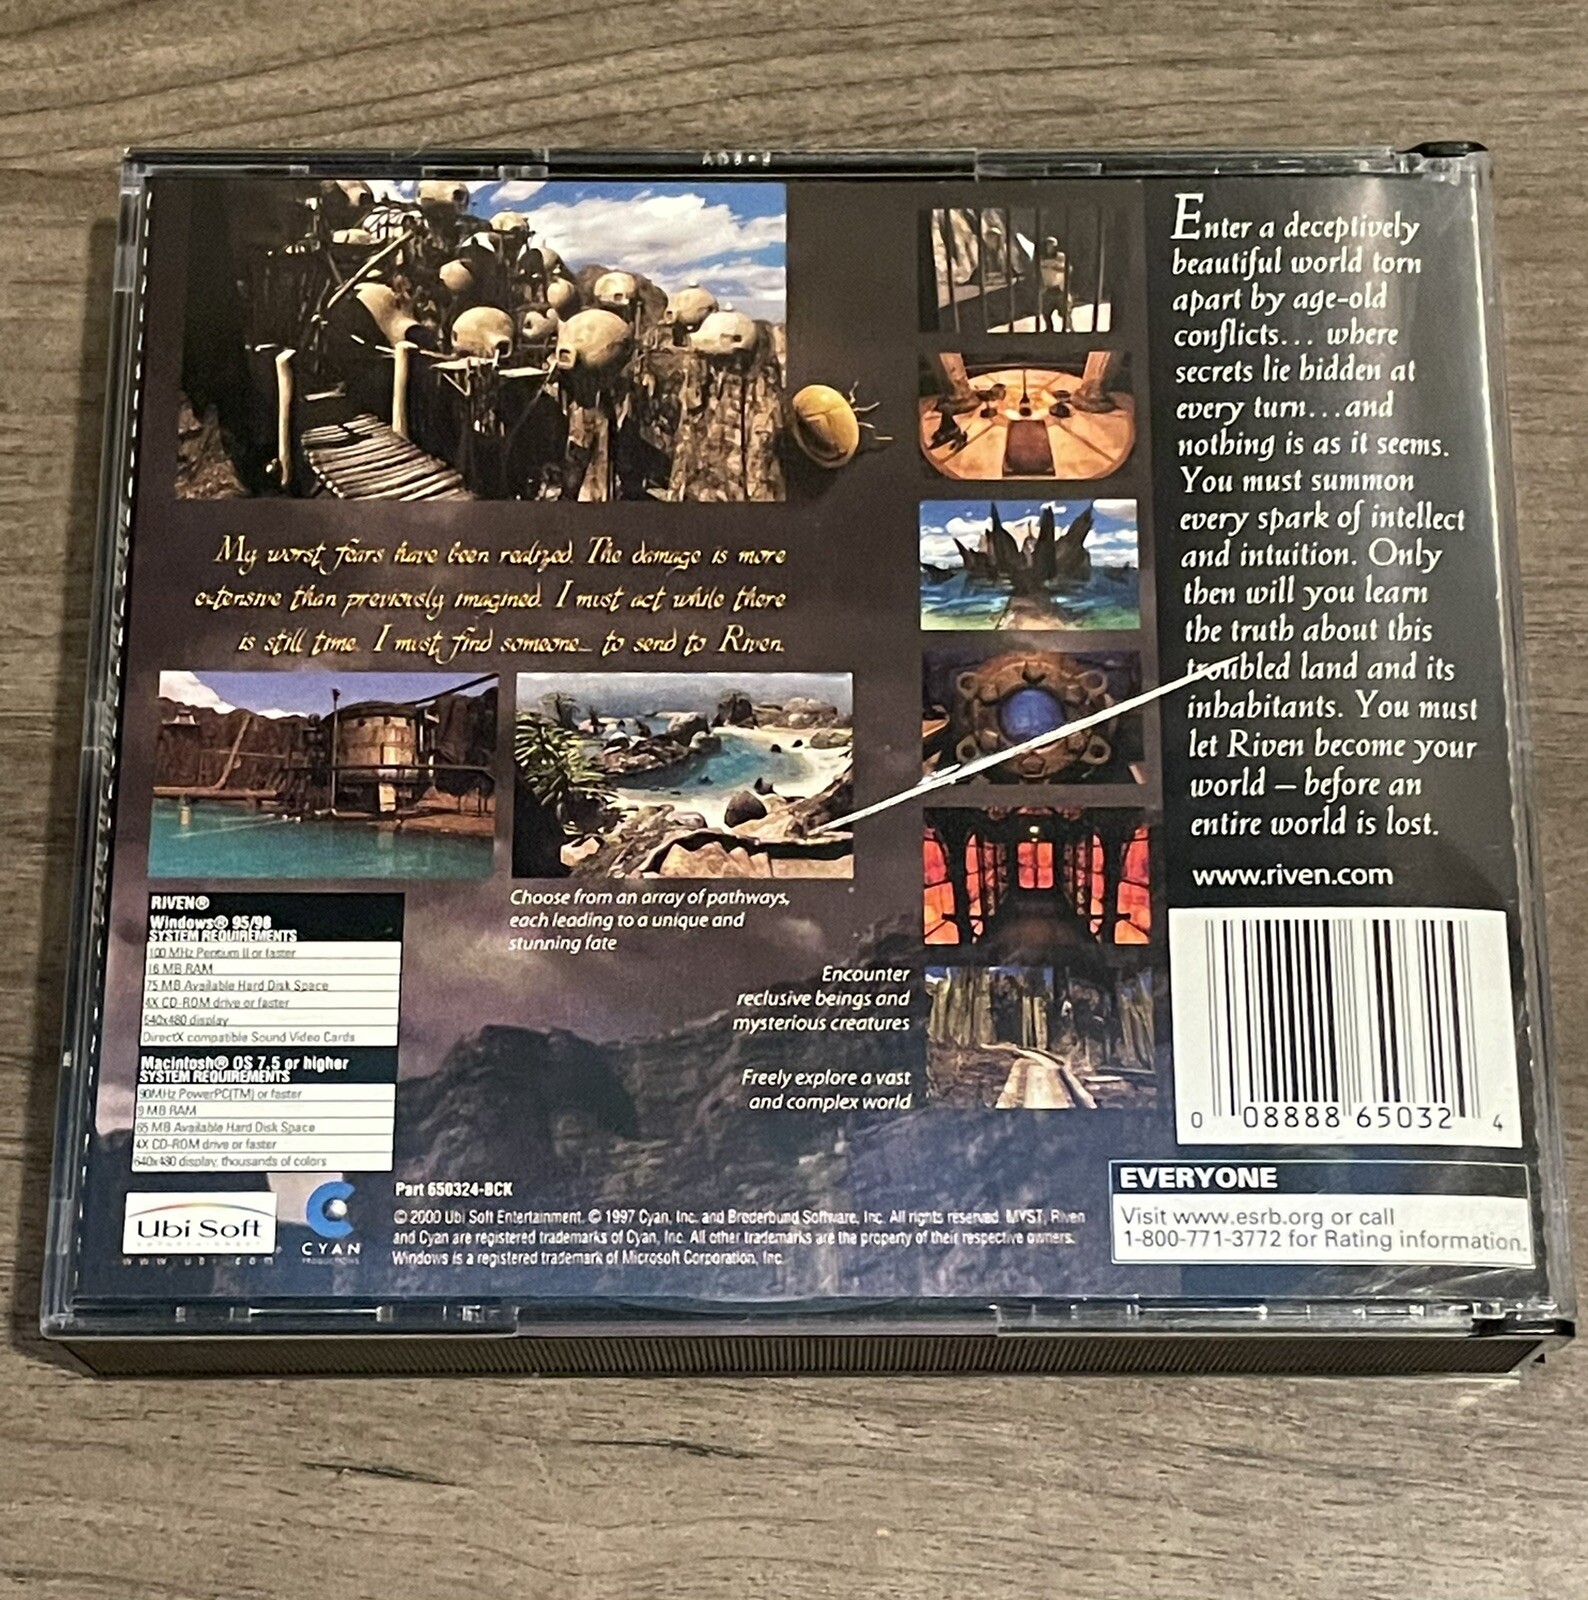 My worst fears have been realized. The damage is more
extensive than previously imagined. I must act while there
is still time. I must find someone... to send to Riven.
Choose from an array of pathways,
each leading to a unique and
stunning fate
Encounter
reclusive beings and
mysterious creatures
Freely explore a vast
and complex world
Enter a deceptively
beautiful world torn
apart by age-old
conflicts... where
secrets lie hidden at
every turn...and
nothing is as it seems.
You must summon
every spark of intellect
and intuition. Only
then will you learn
the truth about this
troubled land and its
inhabitants. You must
let Riven become your
world – before an
entire world is lost.
www.riven.com
RIVEN®
Windows® 95/98
SYSTEM REQUIREMENTS
100 MHz Pentium II or faster
16 MB RAM
75 MB Available Hard Disk Space
4X CD-ROM drive or faster
640x480 display
DirectX compatible Sound Video Cards
Macintosh® OS 7.5 or higher
SYSTEM REQUIREMENTS
90MHz PowerPC(TM) or faster
9 MB RAM
65 MB Available Hard Disk Space
4X CD-ROM drive or faster
640x480 display, thousands of colors
Ubi Soft
ENTERTAINMENT
www.ubi.com
CYAN
PRODUCTIONS
Part 650324-BCK
© 2000 Ubi Soft Entertainment. © 1997 Cyan, Inc. and Brøderbund Software, Inc. All rights reserved. MYST, Riven
and Cyan are registered trademarks of Cyan, Inc. All other trademarks are the property of their respective owners.
Windows is a registered trademark of Microsoft Corporation, Inc.
0 08888 65032 4
EVERYONE
Visit www.esrb.org or call
1-800-771-3772 for Rating information.